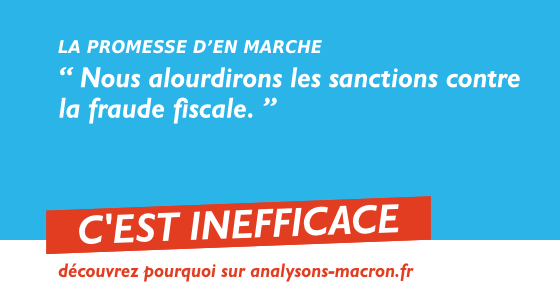 LA PROMESSE D’EN MARCHE
“ Nous alourdirons les sanctions contre
la fraude fiscale. ”
C'EST INEFFICACE
découvrez pourquoi sur analysons-macron.fr